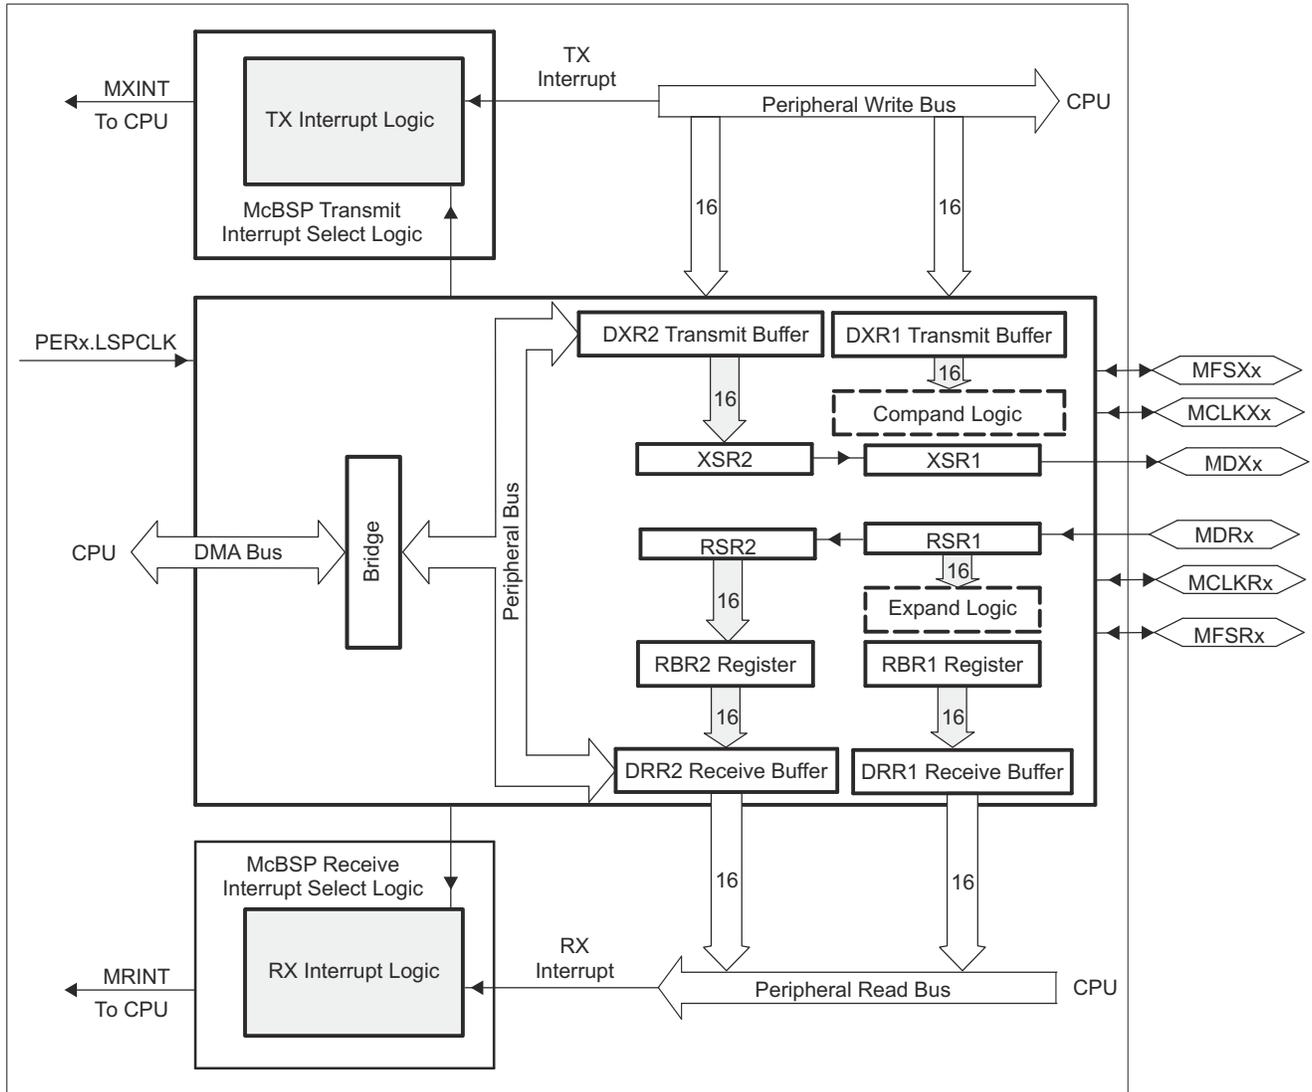 TX
Interrupt
MXINT
To CPU
TX Interrupt Logic
Peripheral Write Bus
CPU
McBSP Transmit
Interrupt Select Logic
16
16
PERx.LSPCLK
DXR2 Transmit Buffer
DXR1 Transmit Buffer
16
16
MFSXx
Compand Logic
MCLKXx
XSR2
XSR1
MDXx
Peripheral Bus
CPU
DMA Bus
Bridge
RSR2
RSR1
MDRx
16
16
MCLKRx
Expand Logic
MFSRx
RBR2 Register
RBR1 Register
16
16
DRR2 Receive Buffer
DRR1 Receive Buffer
McBSP Receive
Interrupt Select Logic
16
16
RX Interrupt Logic
RX
Interrupt
MRINT
To CPU
Peripheral Read Bus
CPU